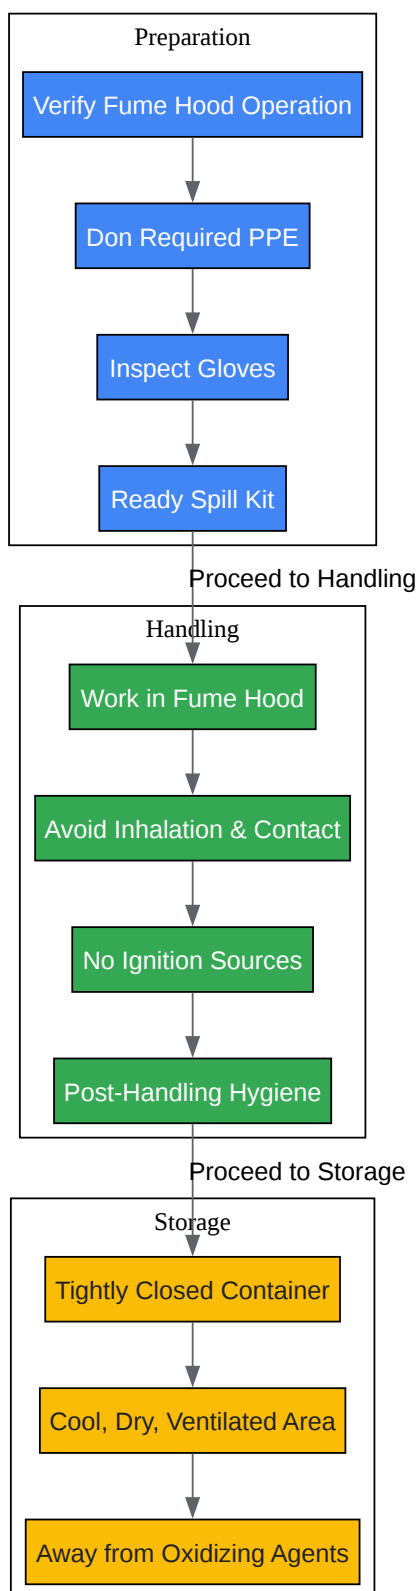 Preparation
Verify Fume Hood Operation
Don Required PPE
Inspect Gloves
Ready Spill Kit
Proceed to Handling
Handling
Work in Fume Hood
Avoid Inhalation & Contact
No Ignition Sources
Post-Handling Hygiene
Proceed to Storage
Storage
Tightly Closed Container
Cool, Dry, Ventilated Area
Away from Oxidizing Agents